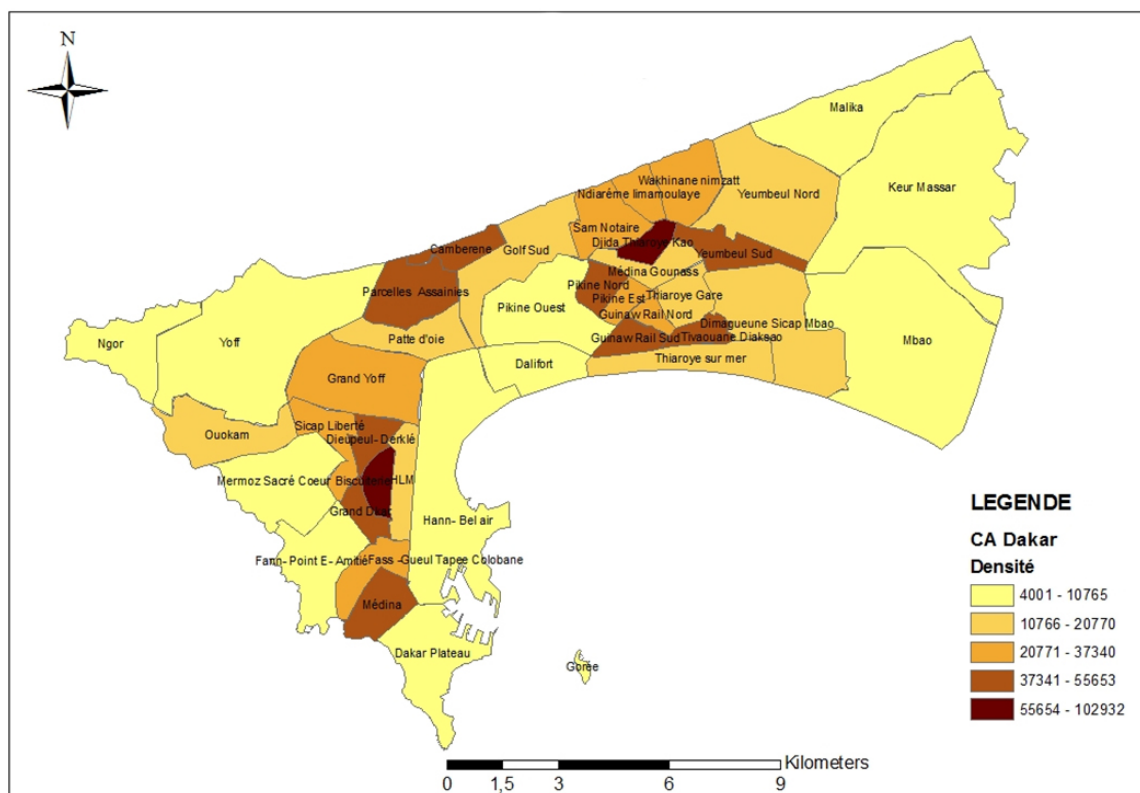 N
Malika
Keur Massar
Wakhinane nimzatt
Ndiarème limamoulaye
Yeumbeul Nord
Sam Notaire
Djida Thiaroye Kao
Camberene
Golf Sud
Yeumbeul Sud
Médina Gounass
Pikine Nord
Parcelles Assainies
Pikine Est
Thiaroye Gare
Pikine Ouest
Guinaw Rail Nord
Dimagueune Sicap Mbao
Guinaw Rail Sud
Tivaouane Diaksao
Patte d'oie
Ngor
Yoff
Mbao
Thiaroye sur mer
Dalifort
Grand Yoff
Sicap Liberté
Ouokam
Dieupeul- Derklé
Mermoz Sacré Coeur
Biscuiterie
HLM
Grand Dakar
Hann- Bel air
Fann- Point E- Amitié
Fass -Gueul Tapee Colobane
Médina
Dakar Plateau
Gorée
LEGENDE
CA Dakar
Densité
4001 - 10765
10766 - 20770
20771 - 37340
37341 - 55653
55654 - 102932
Kilometers
0 1,5 3 6 9